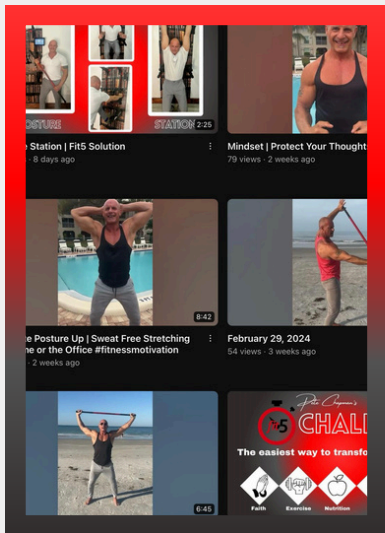 POSTURE
STATION
2:25
e Station | Fit5 Solution
· 8 days ago
Mindset | Protect Your Thought
79 views · 2 weeks ago
8:42
e Posture Up | Sweat Free Stretching
me or the Office #fitnessmotivation
· 2 weeks ago
February 29, 2024
54 views · 3 weeks ago
6:45
Pete Chapman's
fit5
CHALL
The easiest way to transfo
Faith
Exercise
Nutrition